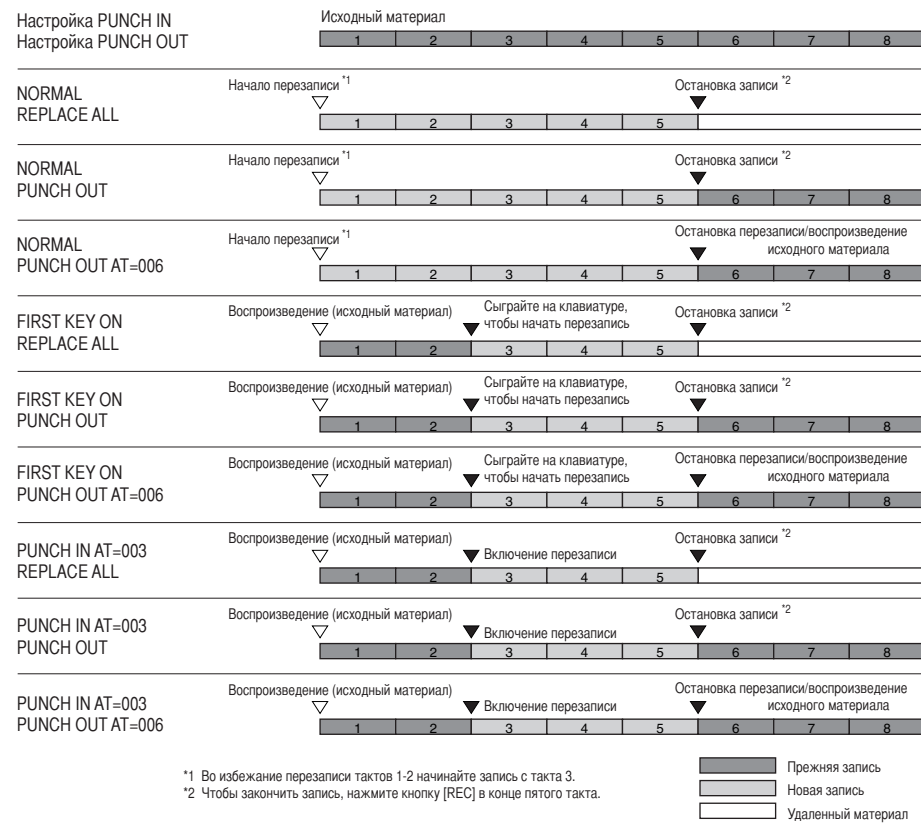 Настройка PUNCH IN
Настройка PUNCH OUT
Исходный материал
1 2 3 4 5 6 7 8
NORMAL
REPLACE ALL
Начало перезаписи *1
Остановка записи *2
1 2 3 4 5
NORMAL
PUNCH OUT
Начало перезаписи *1
Остановка записи *2
1 2 3 4 5 6 7 8
NORMAL
PUNCH OUT AT=006
Начало перезаписи *1
Остановка перезаписи/воспроизведение
исходного материала
1 2 3 4 5 6 7 8
FIRST KEY ON
REPLACE ALL
Воспроизведение (исходный материал)
Сыграйте на клавиатуре,
чтобы начать перезапись
Остановка записи *2
1 2 3 4 5
FIRST KEY ON
PUNCH OUT
Воспроизведение (исходный материал)
Сыграйте на клавиатуре,
чтобы начать перезапись
Остановка записи *2
1 2 3 4 5 6 7 8
FIRST KEY ON
PUNCH OUT AT=006
Воспроизведение (исходный материал)
Сыграйте на клавиатуре,
чтобы начать перезапись
Остановка перезаписи/воспроизведение
исходного материала
1 2 3 4 5 6 7 8
PUNCH IN AT=003
REPLACE ALL
Воспроизведение (исходный материал)
Включение перезаписи
Остановка записи *2
1 2 3 4 5
PUNCH IN AT=003
PUNCH OUT
Воспроизведение (исходный материал)
Включение перезаписи
Остановка записи *2
1 2 3 4 5 6 7 8
PUNCH IN AT=003
PUNCH OUT AT=006
Воспроизведение (исходный материал)
Включение перезаписи
Остановка перезаписи/воспроизведение
исходного материала
1 2 3 4 5 6 7 8
*1 Во избежание перезаписи тактов 1-2 начинайте запись с такта 3.
*2 Чтобы закончить запись, нажмите кнопку [REC] в конце пятого такта.
Прежняя запись
Новая запись
Удаленный материал